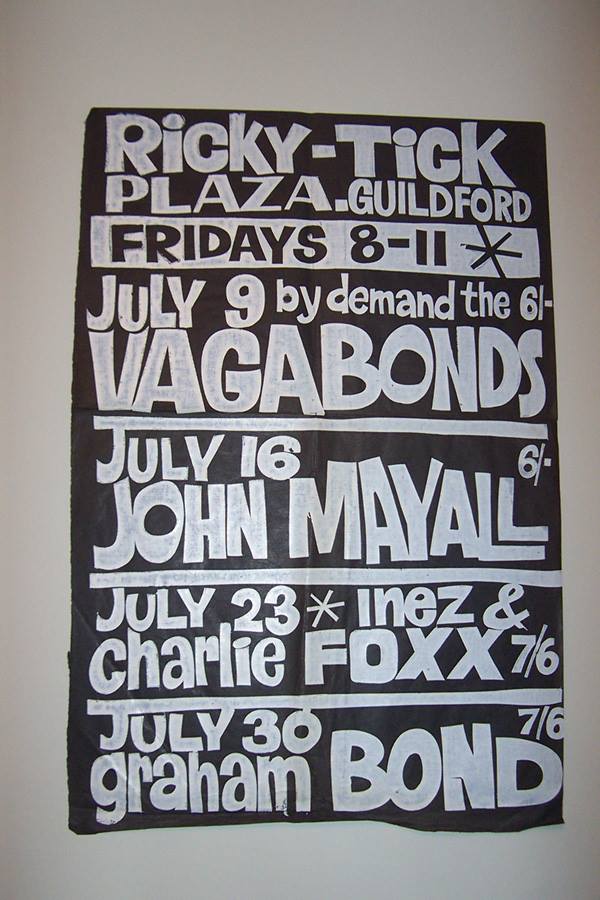 RiCKY-TiCK
PLAZA.GUILDFORD
FRIDAYS 8-11 *
JULY 9 by demand the 6/-
VAGABONDS
JULY 16 6/-
JOHN MAYALL
JULY 23 * inez &
charlie FOXX 7/6
JULY 30 7/6
graham BOND